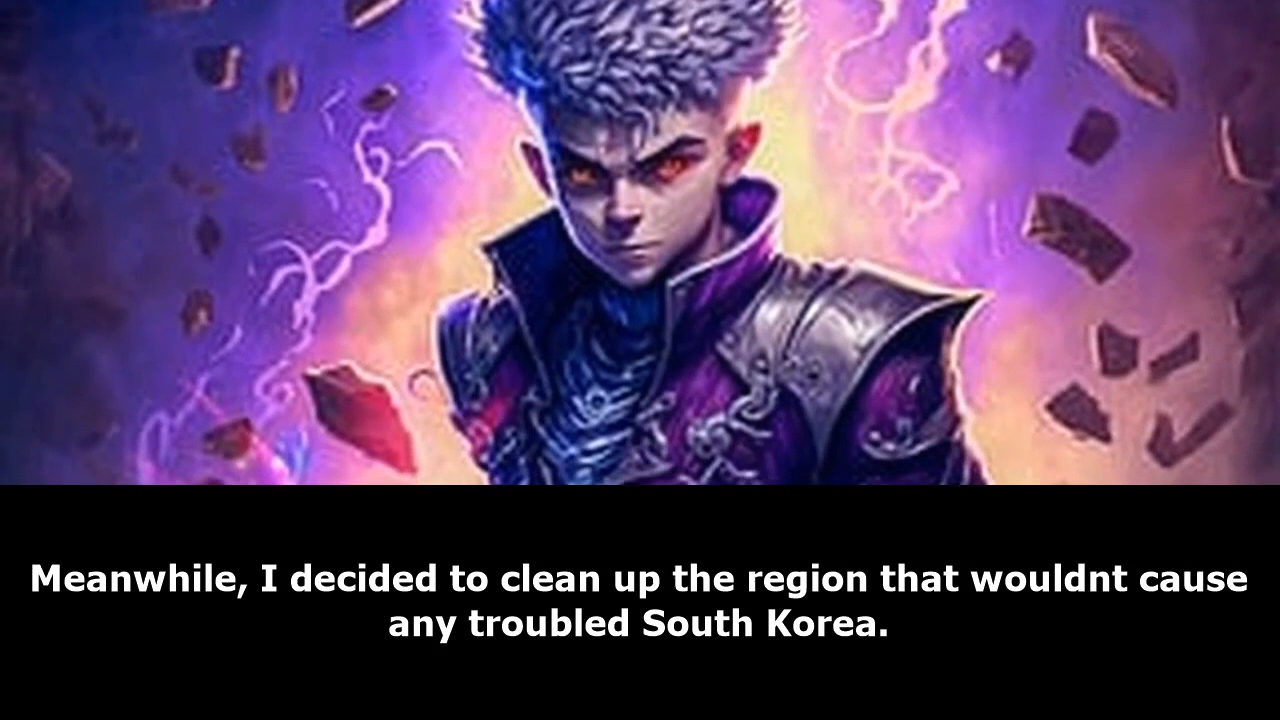 Meanwhile, I decided to clean up the region that wouldnt cause
any troubled South Korea.